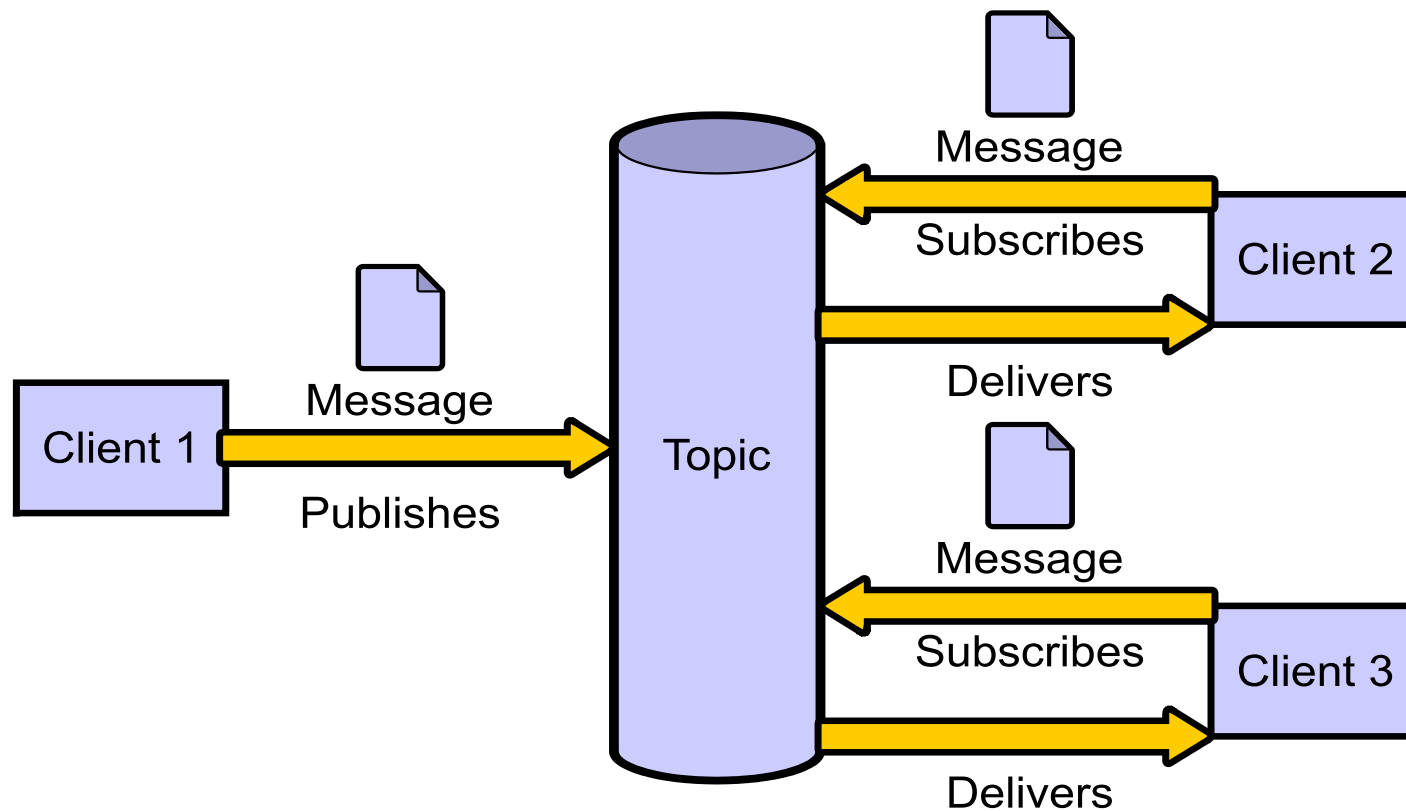 Message
Subscribes
Client 2
Delivers
Message
Client 1
Publishes
Topic
Message
Subscribes
Client 3
Delivers